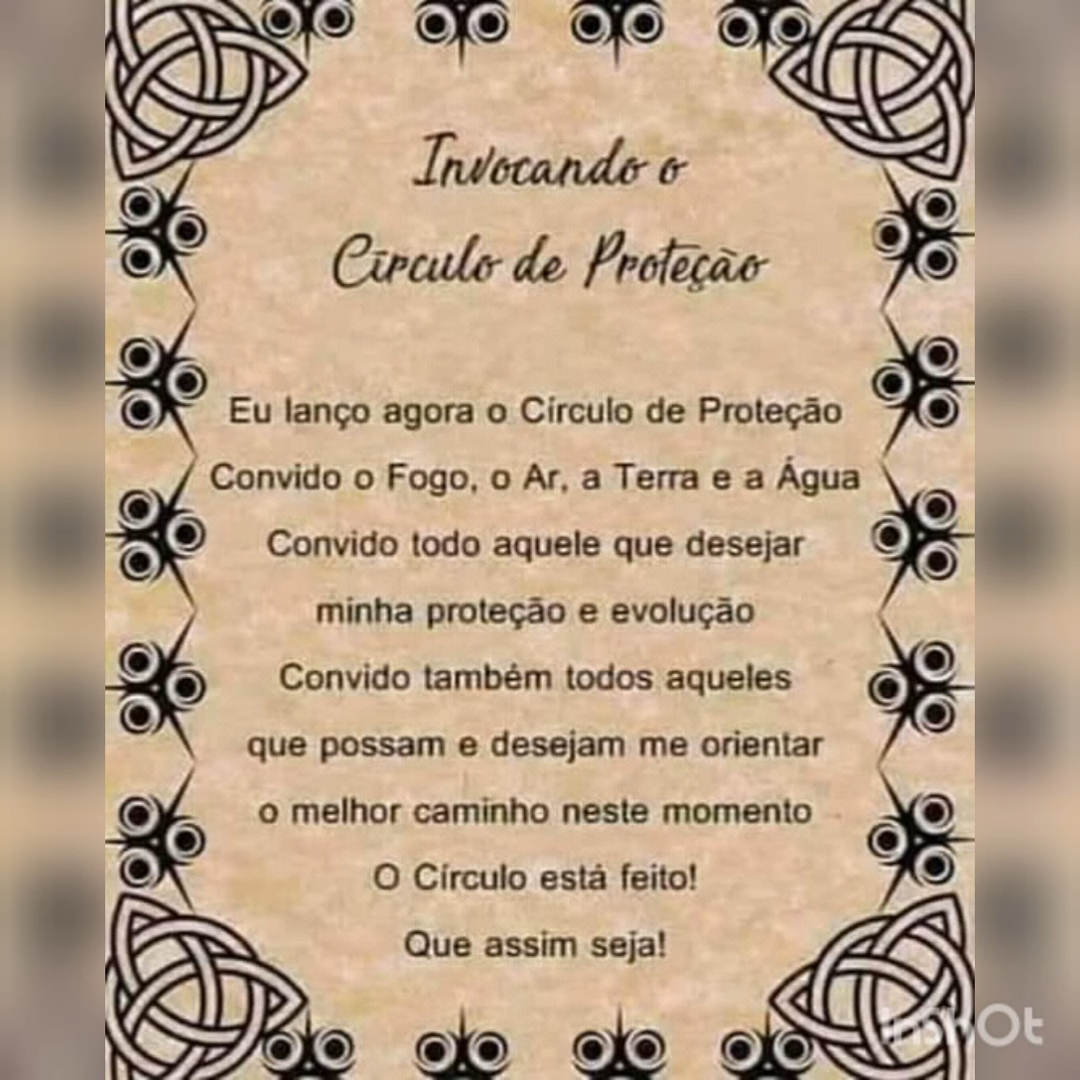 Invocando o
Círculo de Proteção
Eu lanço agora o Círculo de Proteção
Convido o Fogo, o Ar, a Terra e a Água
Convido todo aquele que desejar
minha proteção e evolução
Convido também todos aqueles
que possam e desejam me orientar
o melhor caminho neste momento
O Círculo está feito!
Que assim seja!
InShOt